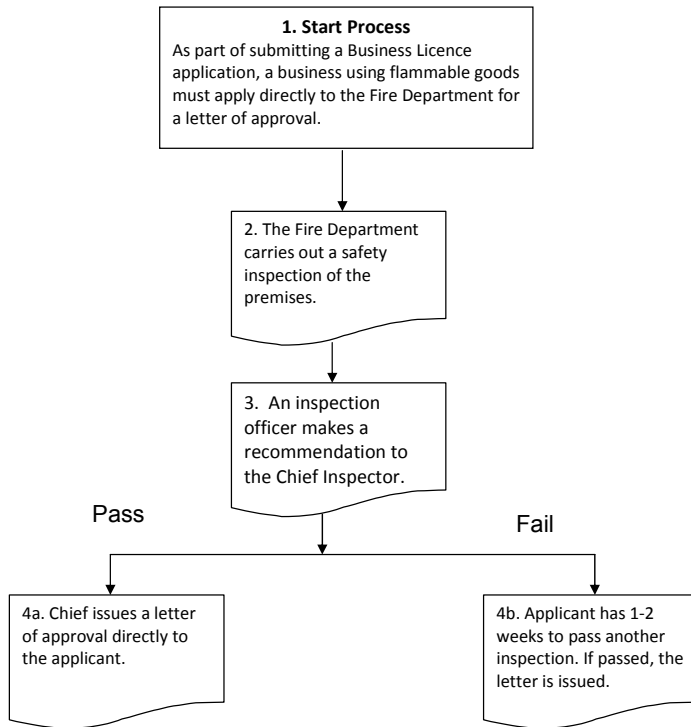 1. Start Process
As part of submitting a Business Licence
application, a business using flammable goods
must apply directly to the Fire Department for
a letter of approval.
2. The Fire Department
carries out a safety
inspection of the
premises.
3. An inspection
officer makes a
recommendation to
the Chief Inspector.
Pass
Fail
4a. Chief issues a letter
of approval directly to
the applicant.
4b. Applicant has 1-2
weeks to pass another
inspection. If passed, the
letter is issued.